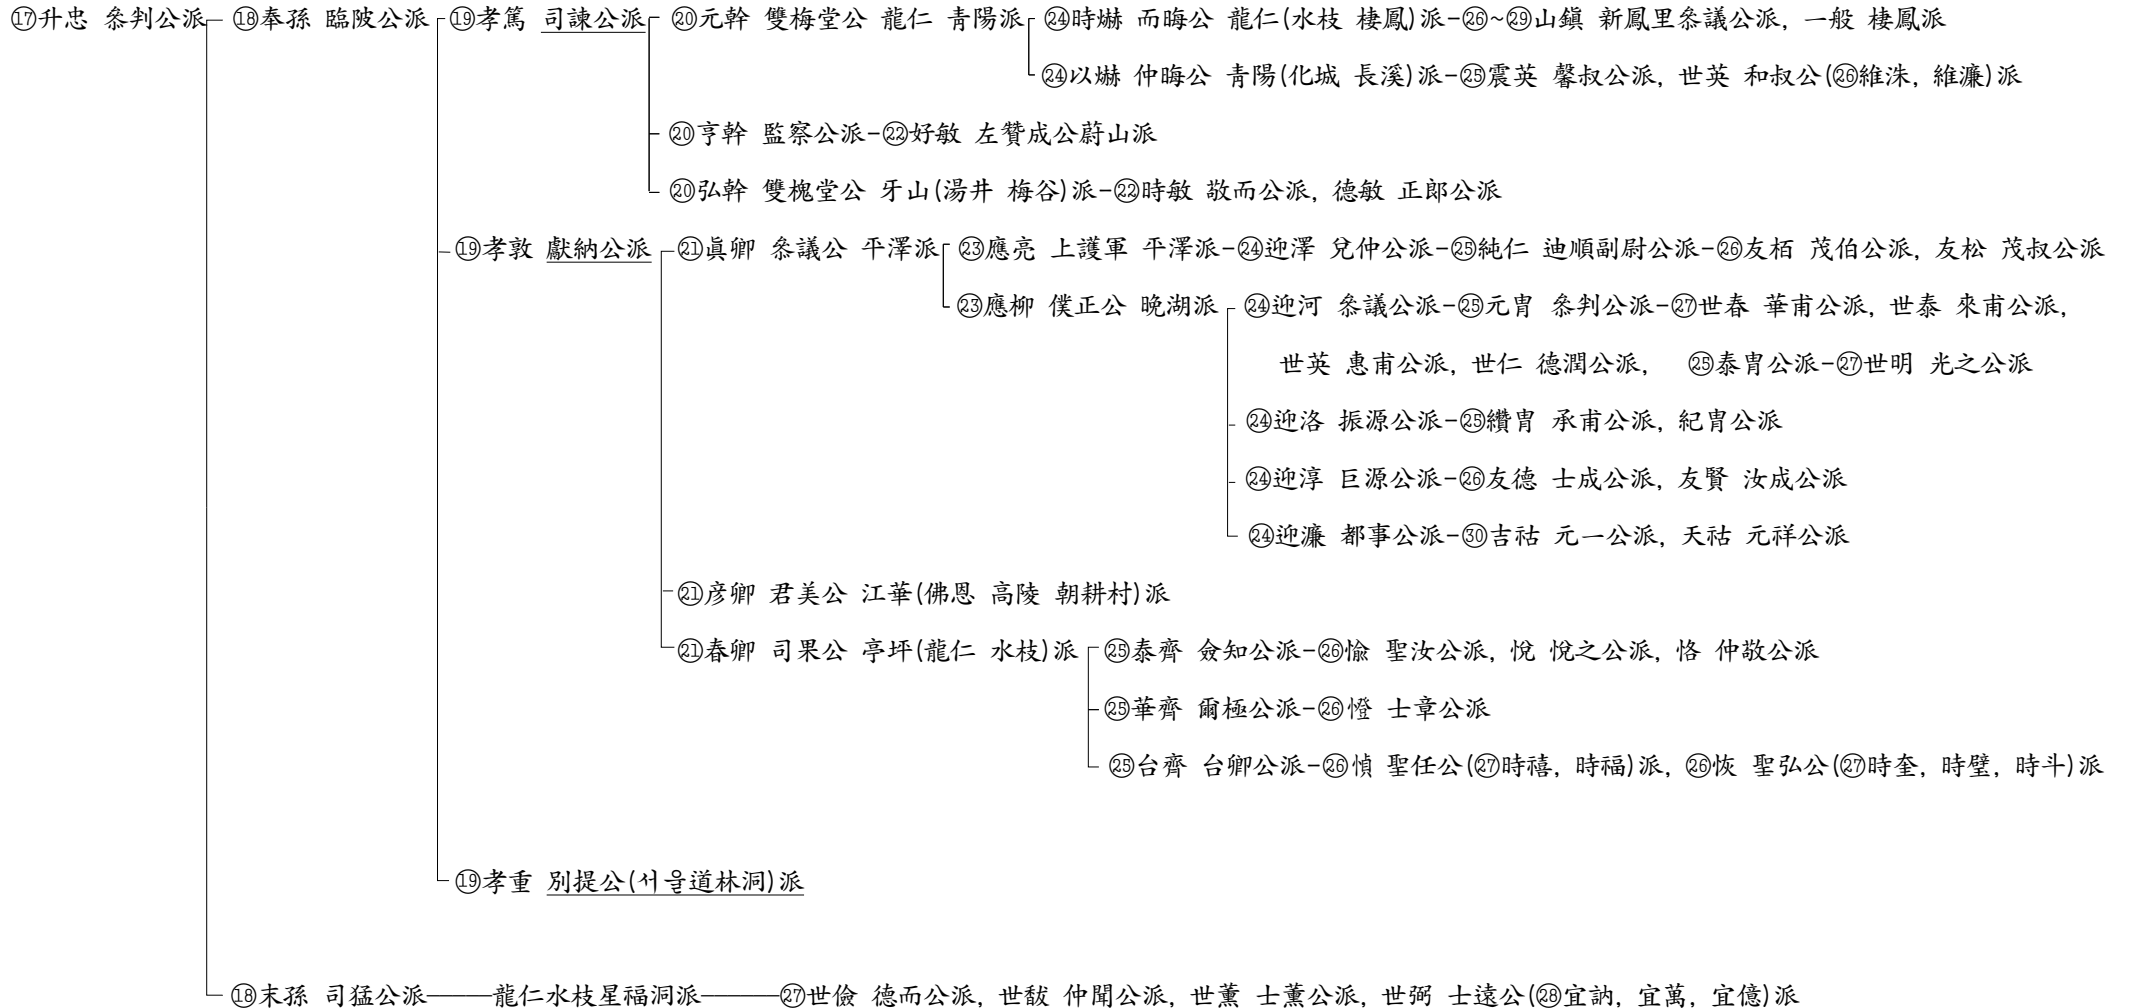 ⑰升忠 叅判公派 ⑱奉孫 臨陂公派 ⑲孝篤 司諫公派 ⑳元幹 雙梅堂公 龍仁 青陽派 ㉔時爀 而晦公 龍仁(水枝 棲鳳)派-㉖~㉙山鎭 新鳳里叅議公派, 一般 棲鳳派
㉔以爀 仲晦公 青陽(化城 長溪)派-㉕震英 馨叔公派, 世英 和叔公(㉖維洙, 維濂)派
⑳亨幹 監察公派-㉒好敏 左贊成公蔚山派
⑳弘幹 雙槐堂公 牙山(湯井 梅谷)派-㉒時敏 敬而公派, 德敏 正郎公派
⑲孝敦 獻納公派 ㉑眞卿 叅議公 平澤派 ㉓應亮 上護軍 平澤派-㉔迎澤 兌仲公派-㉕純仁 迪順副尉公派-㉖友栢 茂伯公派, 友松 茂叔公派
㉓應柳 僕正公 晩湖派 ㉔迎河 叅議公派-㉕元冑 叅判公派-㉗世春 華甫公派, 世泰 來甫公派,
世英 惠甫公派, 世仁 德潤公派, ㉕泰冑公派-㉗世明 光之公派
㉔迎洛 振源公派-㉕纘冑 承甫公派, 紀冑公派
㉔迎淳 巨源公派-㉖友德 士成公派, 友賢 汝成公派
㉔迎濂 都事公派-㉚吉祜 元一公派, 天祜 元祥公派
㉑彦卿 君美公 江華(佛恩 高陵 朝耕村)派
㉑春卿 司果公 亭坪(龍仁 水枝)派 ㉕泰齊 僉知公派-㉖愉 聖汝公派, 悅 悅之公派, 恪 仲敬公派
㉕華齊 爾極公派-㉖憕 士章公派
㉕台齊 台卿公派-㉖愼 聖任公(㉗時禧, 時福)派, ㉖恢 聖弘公(㉗時奎, 時壁, 時斗)派
⑲孝重 別提公(서울道林洞)派
⑱末孫 司猛公派——龍仁水枝星福洞派———㉗世儉 德而公派, 世馛 仲聞公派, 世薰 士薰公派, 世弼 士遠公(㉘宜訥, 宜萬, 宜億)派